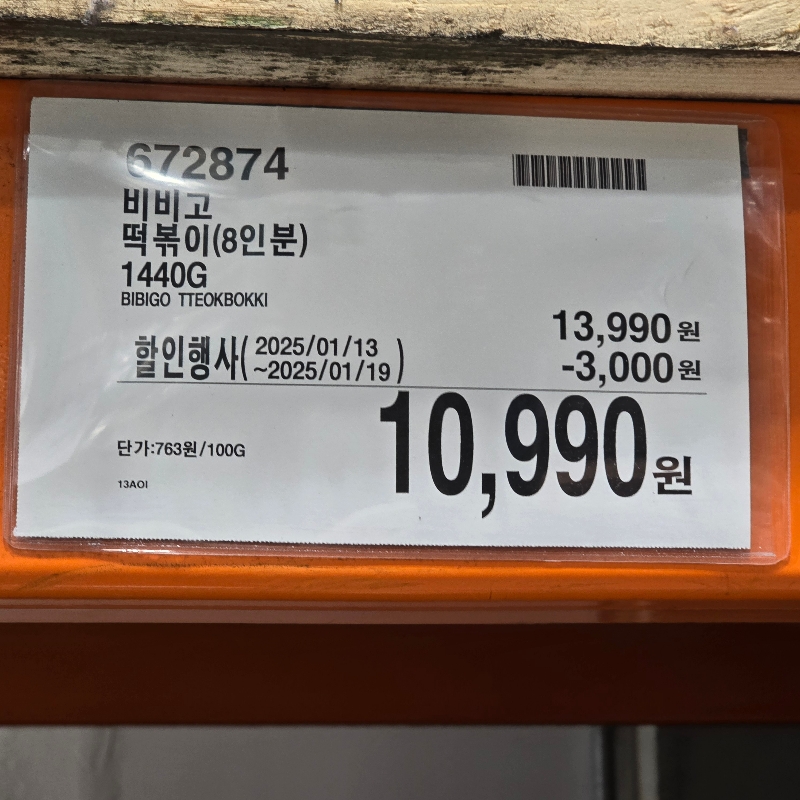 672874
비비고
떡볶이(8인분)
1440G
BIBIGO TTEOKBOKKI
13,990원
할인행사( 2025/01/13
~2025/01/19 )
-3,000원
10,990원
단가:763원/100G
13AOI